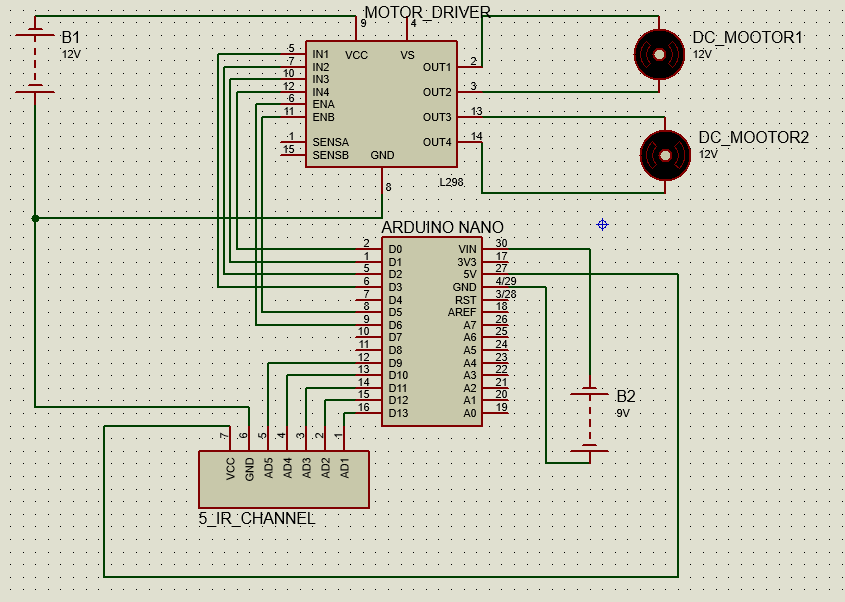 MOTOR_DRIVER
B1
12V
9
4
5 IN1
7 IN2
10 IN3
12 IN4
6 ENA
11 ENB
1 SENSA
15 SENSB
VCC VS
OUT1 2
OUT2 3
OUT3 13
OUT4 14
GND
8
L298
DC_MOOTOR1
12V
DC_MOOTOR2
12V
ARDUINO NANO
2 D0 VIN 30
1 D1 3V3 17
5 D2 5V 27
6 D3 GND 4/29
7 D4 RST 3/28
8 D5 AREF 18
9 D6 A7 26
10 D7 A6 25
11 D8 A5 24
12 D9 A4 23
13 D10 A3 22
14 D11 A2 21
15 D12 A1 20
16 D13 A0 19
B2
9V
7 6 5 4 3 2 1
VCC GND AD5 AD4 AD3 AD2 AD1
5_IR_CHANNEL